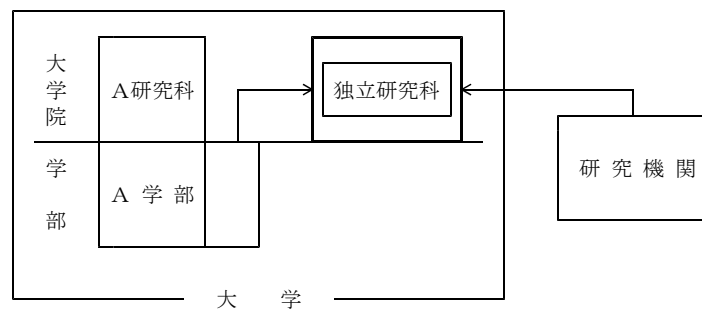 大学院
A研究科
独立研究科
学部
A 学 部
研 究 機 関
大 学